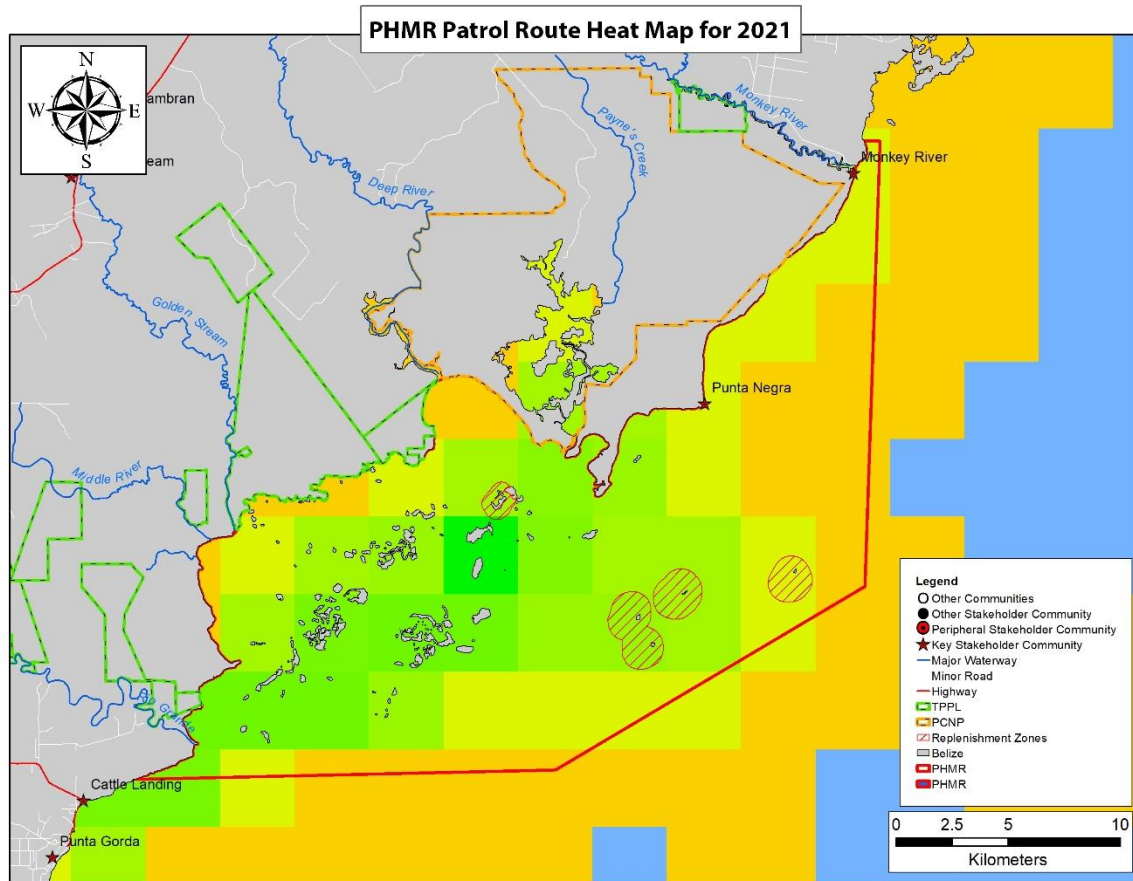 PHMR Patrol Route Heat Map for 2021
N
W E
S
ambran
eam
Monkey River
Payne's Creek
Monkey River
Deep River
Golden Stream
Punta Negra
Middle River
Rio Grande
Cattle Landing
Punta Gorda
Legend
Other Communities
Other Stakeholder Community
Peripheral Stakeholder Community
Key Stakeholder Community
Major Waterway
Minor Road
Highway
TPPL
PCNP
Replenishment Zones
Belize
PHMR
PHMR
0 2.5 5 10
Kilometers